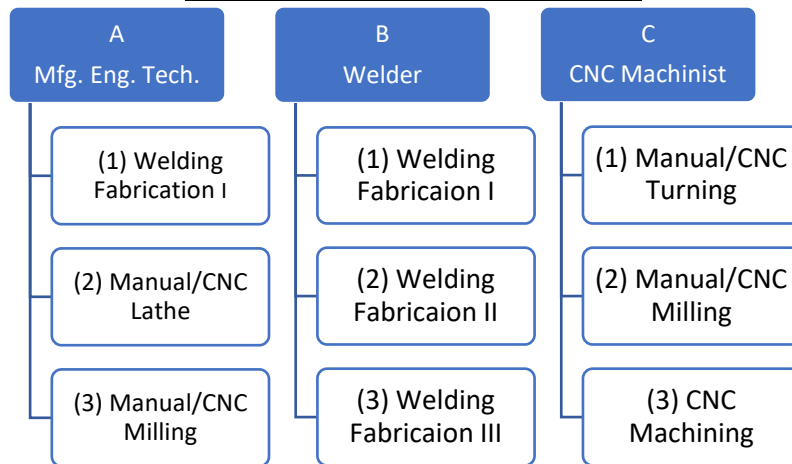 A
Mfg. Eng. Tech.
(1) Welding
Fabrication I
(2) Manual/CNC
Lathe
(3) Manual/CNC
Milling
B
Welder
(1) Welding
Fabricaion I
(2) Welding
Fabricaion II
(3) Welding
Fabricaion III
C
CNC Machinist
(1) Manual/CNC
Turning
(2) Manual/CNC
Milling
(3) CNC
Machining